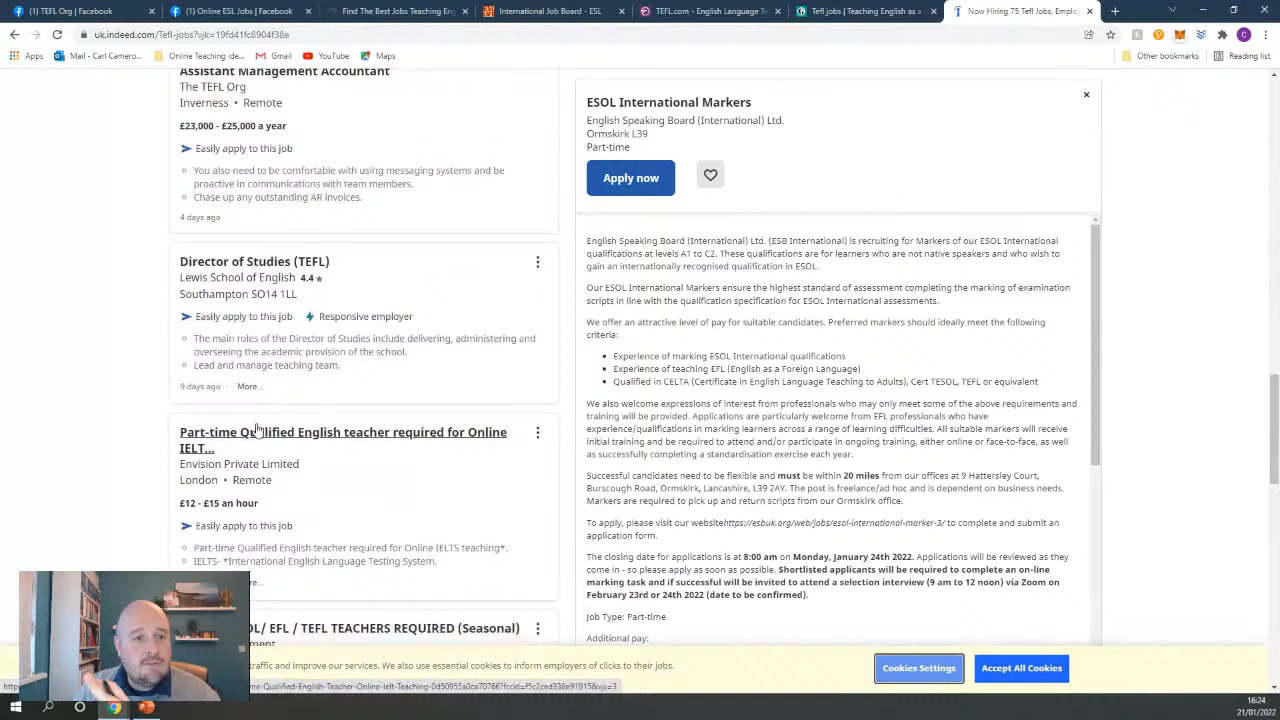 (1) TEFL Org | Facebook
(1) Online ESL Jobs | Facebook
Find The Best Jobs Teaching Eng
International Job Board - ESL
TEFL.com - English Language Te
Tefl jobs | Teaching English as a
Now Hiring 75 Tefl Jobs, Employ
uk.indeed.com/Tefl-jobs?vjk=19fd41fc8904f38e
Apps
Mail - Carl Camero...
Online Teaching ide...
Gmail
YouTube
Maps
Other bookmarks
Reading list
Assistant Management Accountant
The TEFL Org
Inverness • Remote
£23,000 - £25,000 a year
Easily apply to this job
You also need to be comfortable with using messaging systems and be
proactive in communications with team members.
Chase up any outstanding AR invoices.
4 days ago
Director of Studies (TEFL)
Lewis School of English 4.4
Southampton SO14 1LL
Easily apply to this job
Responsive employer
The main roles of the Director of Studies include delivering, administering and
overseeing the academic provision of the school.
Lead and manage teaching team.
9 days ago · More...
Part-time Qualified English teacher required for Online
IELT...
Envision Private Limited
London • Remote
£12 - £15 an hour
Easily apply to this job
Part-time Qualified English teacher required for Online IELTS teaching*.
IELTS- *International English Language Testing System.
OL/ EFL / TEFL TEACHERS REQUIRED (Seasonal)
ESOL International Markers
English Speaking Board (International) Ltd.
Ormskirk L39
Part-time
Apply now
English Speaking Board (International) Ltd. (ESB International) is recruiting for Markers of our ESOL International
qualifications at levels A1 to C2. These qualifications are for learners who are not native speakers and who wish to
gain an internationally recognised qualification in ESOL.
Our ESOL International Markers ensure the highest standard of assessment completing the marking of examination
scripts in line with the qualification specification for ESOL International assessments.
We offer an attractive level of pay for suitable candidates. Preferred markers should ideally meet the following
criteria:
Experience of marking ESOL International qualifications
Experience of teaching EFL (English as a Foreign Language)
Qualified in CELTA (Certificate in English Language Teaching to Adults), Cert TESOL, TEFL or equivalent
We also welcome expressions of interest from professionals who may only meet some of the above requirements and
training will be provided. Applications are particularly welcome from EFL professionals who have
experience/qualifications in marking learners across a range of learning difficulties. All suitable markers will receive
initial training and be required to attend and/or participate in ongoing training, either online or face-to-face, as well
as successfully completing a standardisation exercise each year.
Successful candidates need to be flexible and must be within 20 miles from our offices at 9 Hattersley Court,
Burscough Road, Ormskirk, Lancashire, L39 2AY. The post is freelance/ad hoc and is dependent on business needs.
Markers are required to pick up and return scripts from our Ormskirk office.
To apply, please visit our websitehttps://esbuk.org/web/jobs/esol-international-marker-3/ to complete and submit an
application form.
The closing date for applications is at 8:00 am on Monday, January 24th 2022. Applications will be reviewed as they
come in - so please apply as soon as possible. Shortlisted applicants will be required to complete an on-line
marking task and if successful will be invited to attend a selection interview (9 am to 12 noon) via Zoom on
February 23rd or 24th 2022 (date to be confirmed).
Job Type: Part-time
Additional pay:
traffic and improve our services. We also use essential cookies to inform employers of clicks to their jobs.
Cookies Settings
Accept All Cookies
16:24
21/01/2022